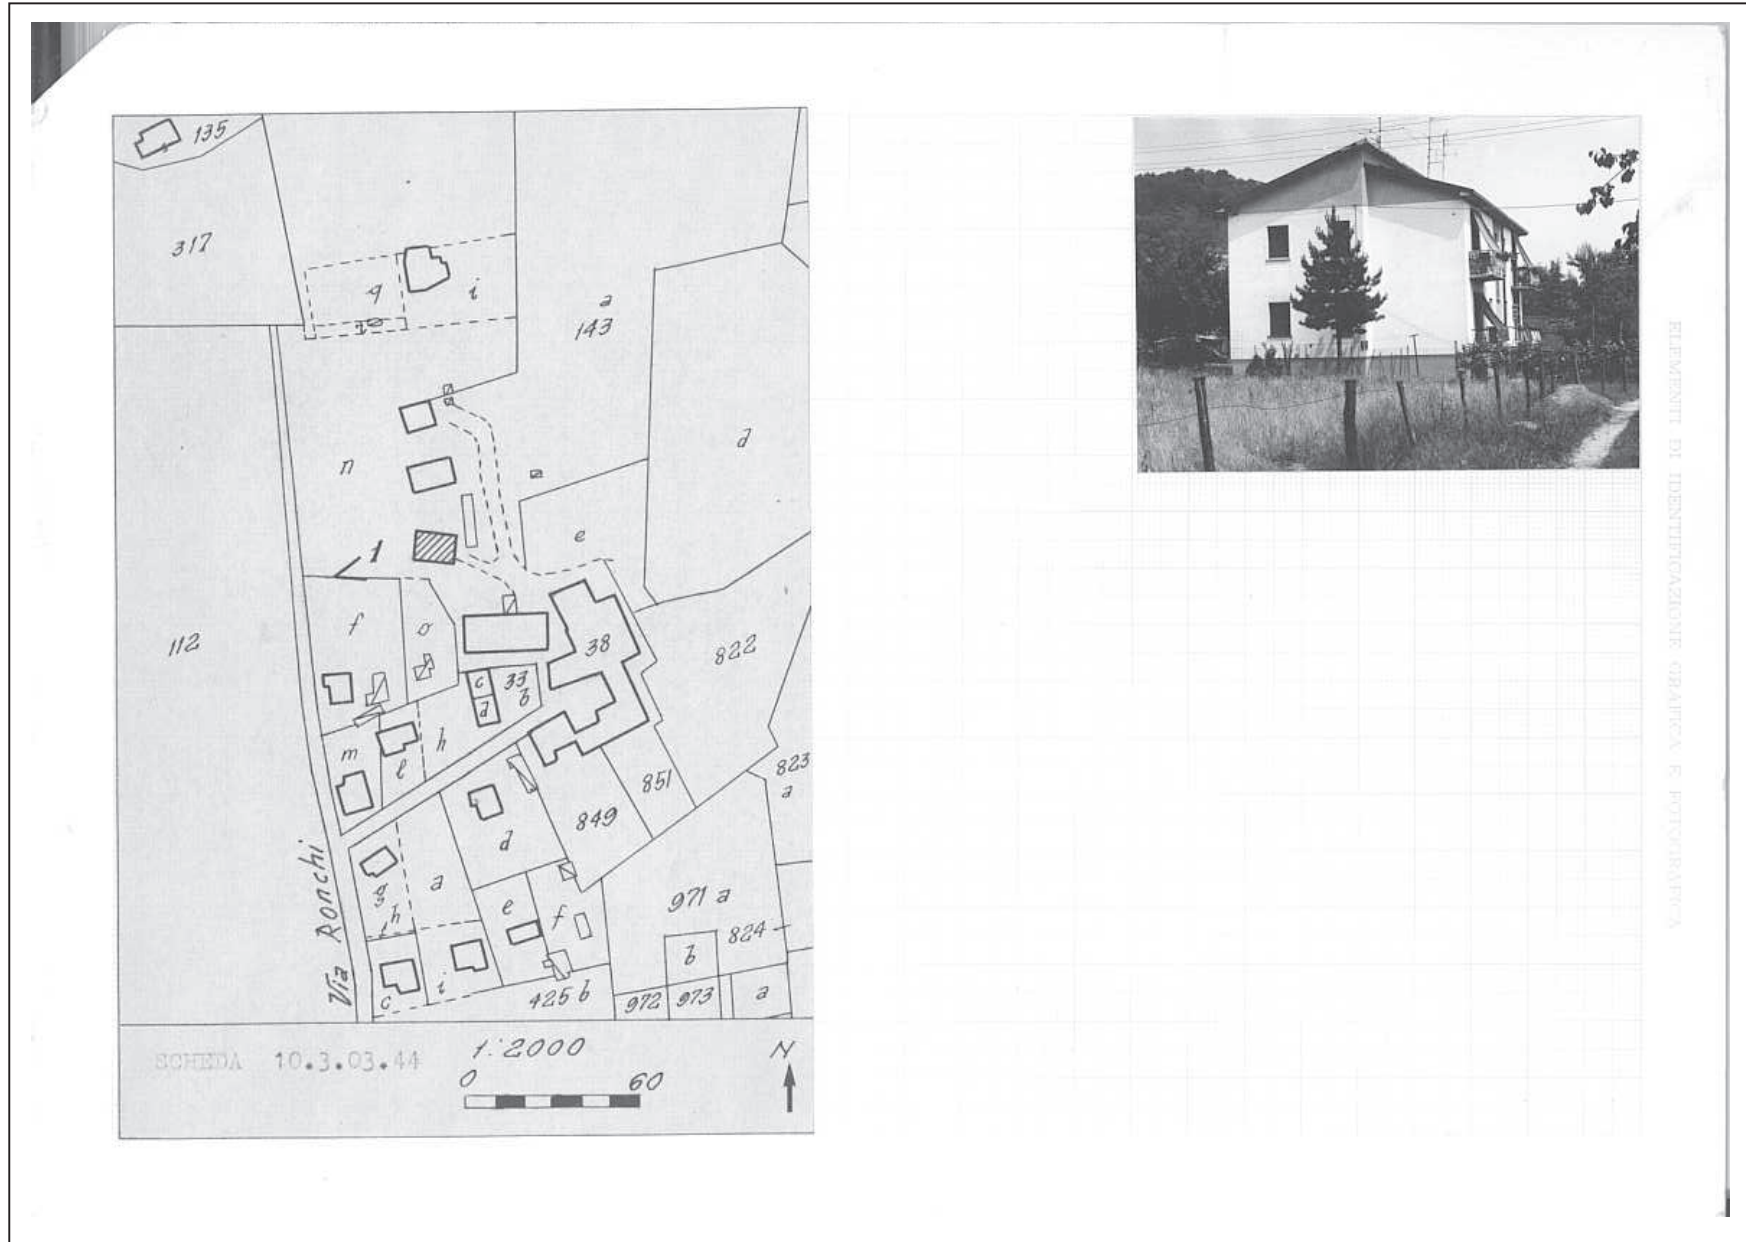 135
317
q
i
a
143
d
n
e
1
f
o
112
38
822
c
33
d
b
m
l
h
851
823
a
849
d
g
a
h
e
f
971 a
824
b
c
i
425 b
972
973
a
Via Ronchi
SCHEDA 10.3.03.44
1:2000
N
0
60
ELEMENTI DI IDENTIFICAZIONE GRAFICA E FOTOGRAFICA